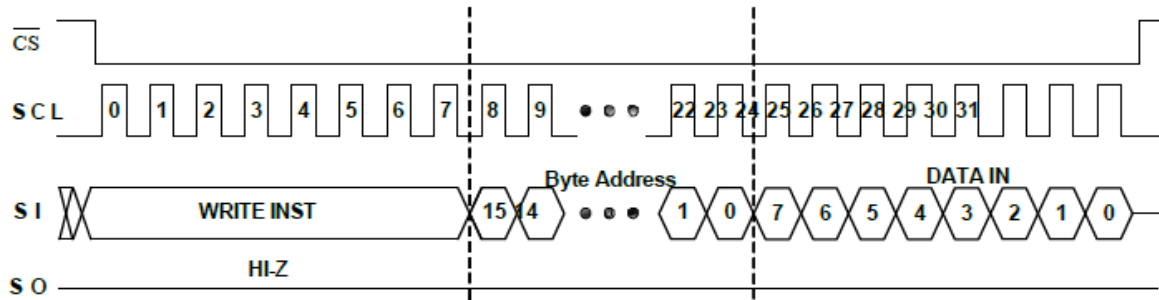 CS
SCL 0 1 2 3 4 5 6 7 8 9 22 23 24 25 26 27 28 29 30 31
Byte Address DATA IN
SI WRITE INST 15 14 1 0 7 6 5 4 3 2 1 0
HI-Z
SO